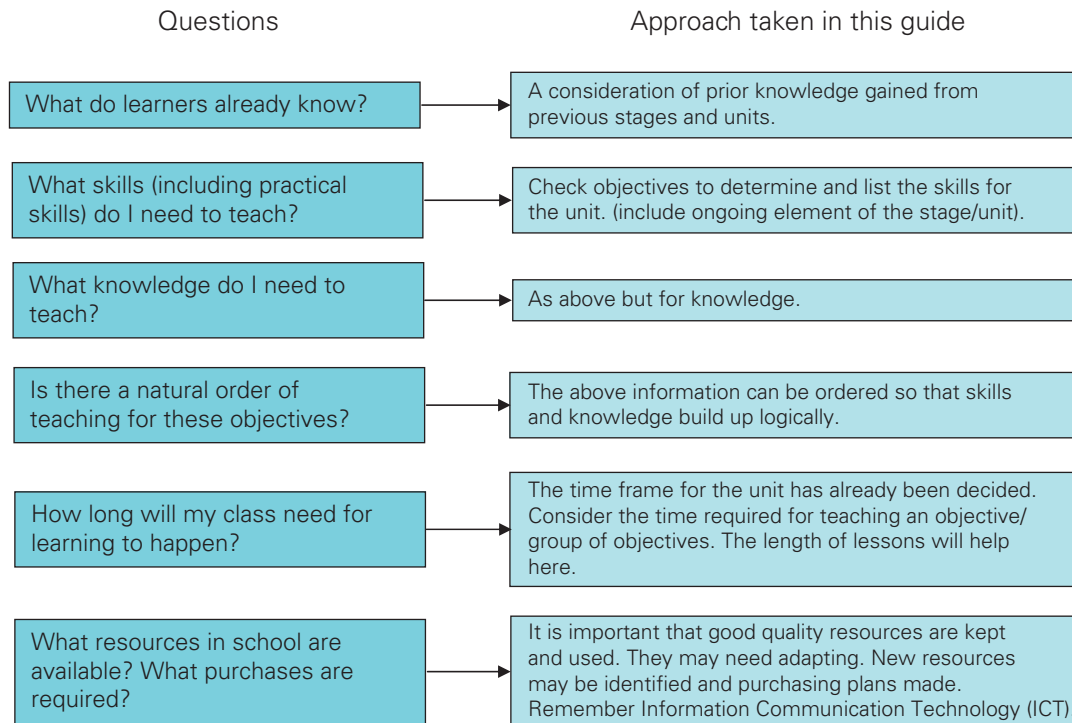 Questions
Approach taken in this guide
What do learners already know?
A consideration of prior knowledge gained from
previous stages and units.
What skills (including practical
skills) do I need to teach?
Check objectives to determine and list the skills for
the unit. (include ongoing element of the stage/unit).
What knowledge do I need to
teach?
As above but for knowledge.
Is there a natural order of
teaching for these objectives?
The above information can be ordered so that skills
and knowledge build up logically.
How long will my class need for
learning to happen?
The time frame for the unit has already been decided.
Consider the time required for teaching an objective/
group of objectives. The length of lessons will help
here.
What resources in school are
available? What purchases are
required?
It is important that good quality resources are kept
and used. They may need adapting. New resources
may be identified and purchasing plans made.
Remember Information Communication Technology (ICT)